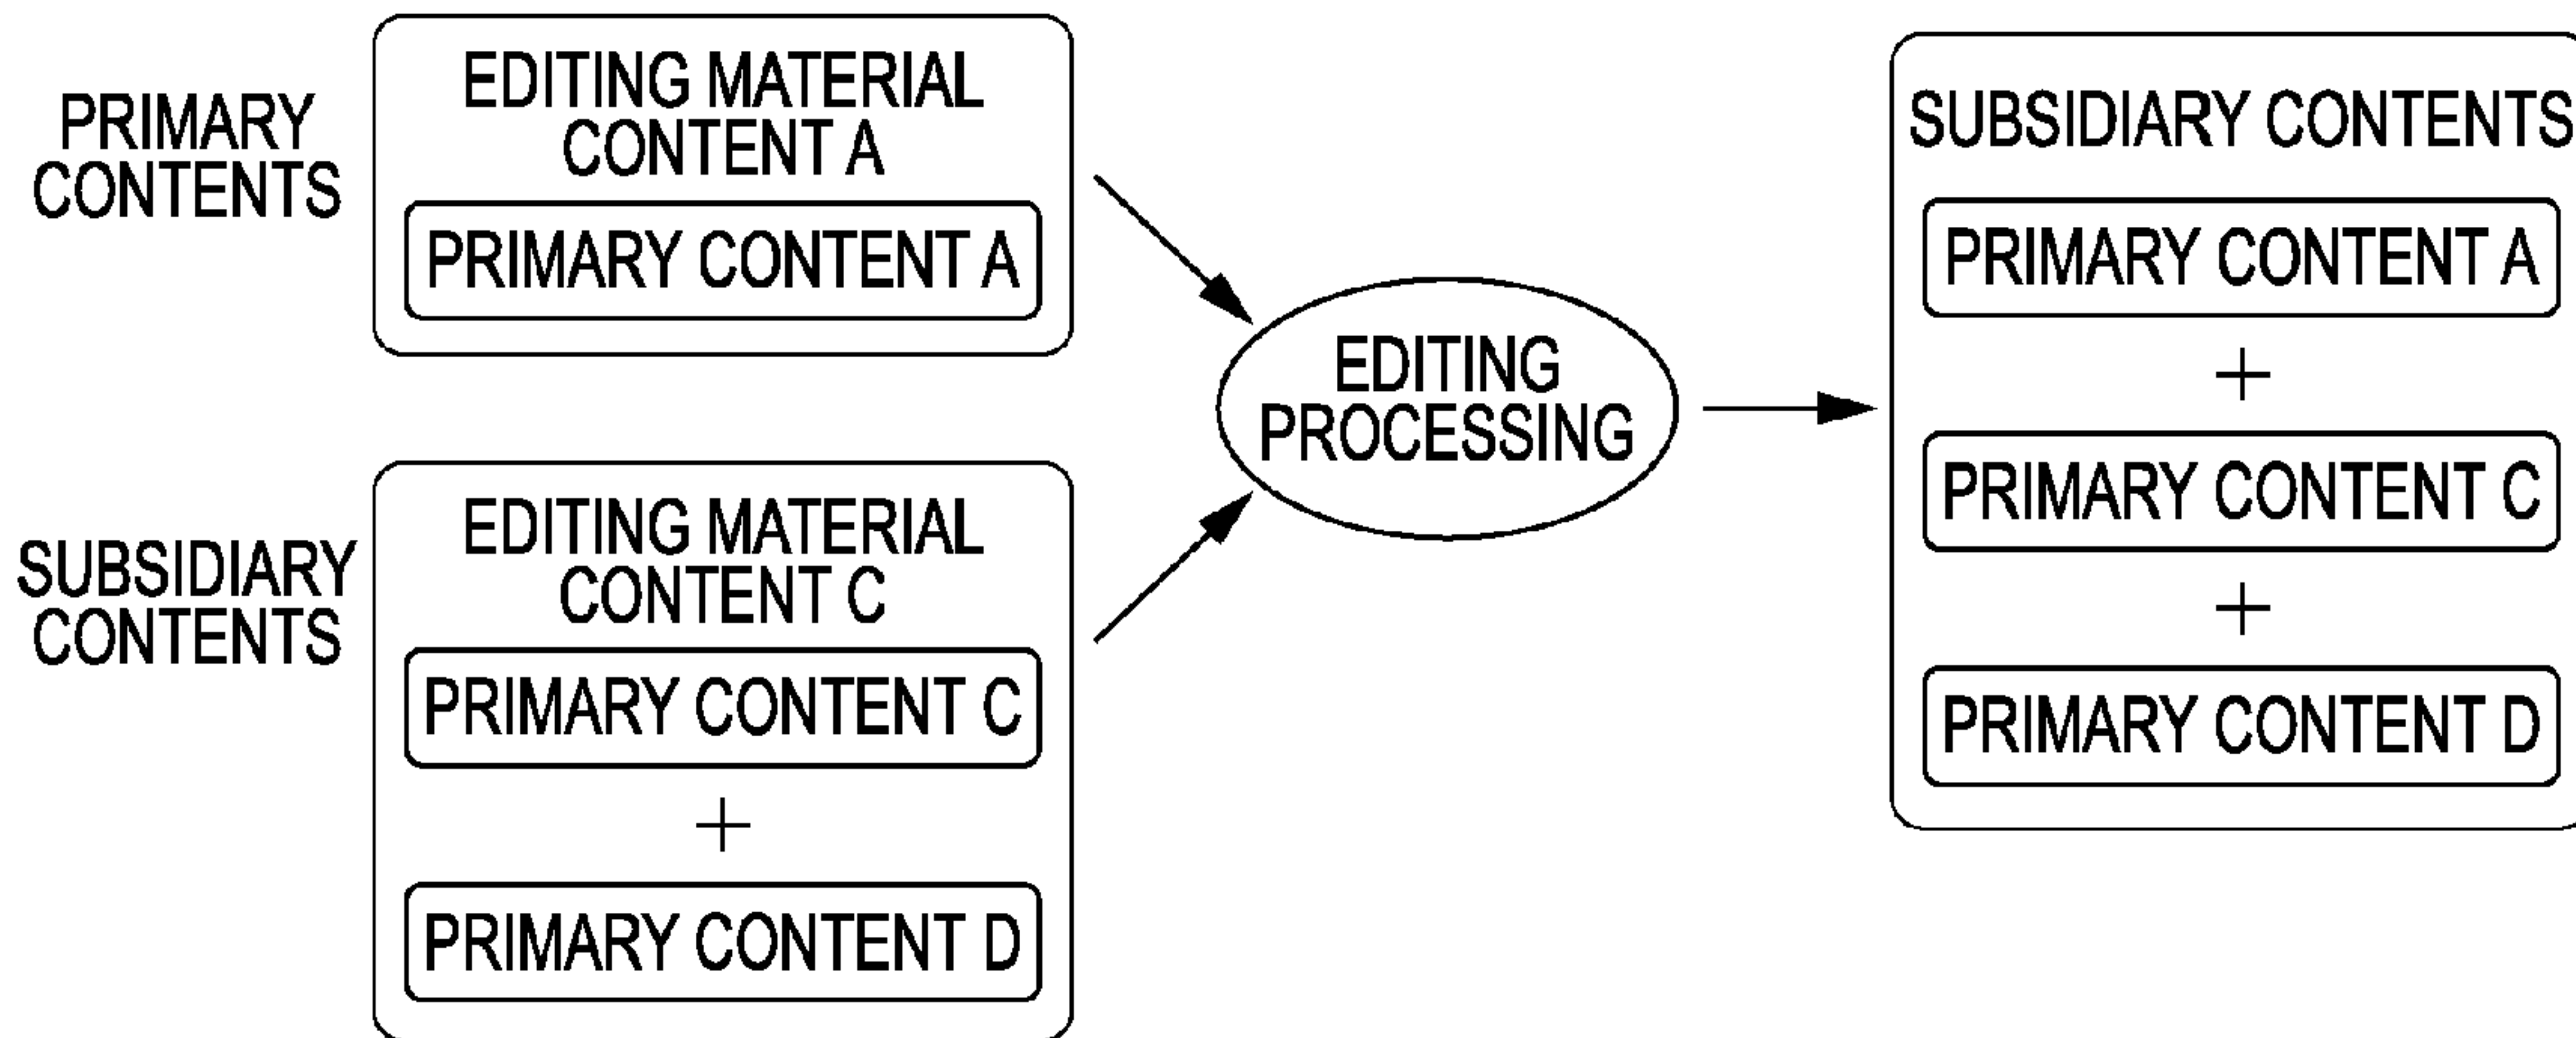 PRIMARY
CONTENTS
EDITING MATERIAL
CONTENT A
PRIMARY CONTENT A
SUBSIDIARY
CONTENTS
EDITING MATERIAL
CONTENT C
PRIMARY CONTENT C
+
PRIMARY CONTENT D
EDITING
PROCESSING
SUBSIDIARY CONTENTS
PRIMARY CONTENT A
+
PRIMARY CONTENT C
+
PRIMARY CONTENT D